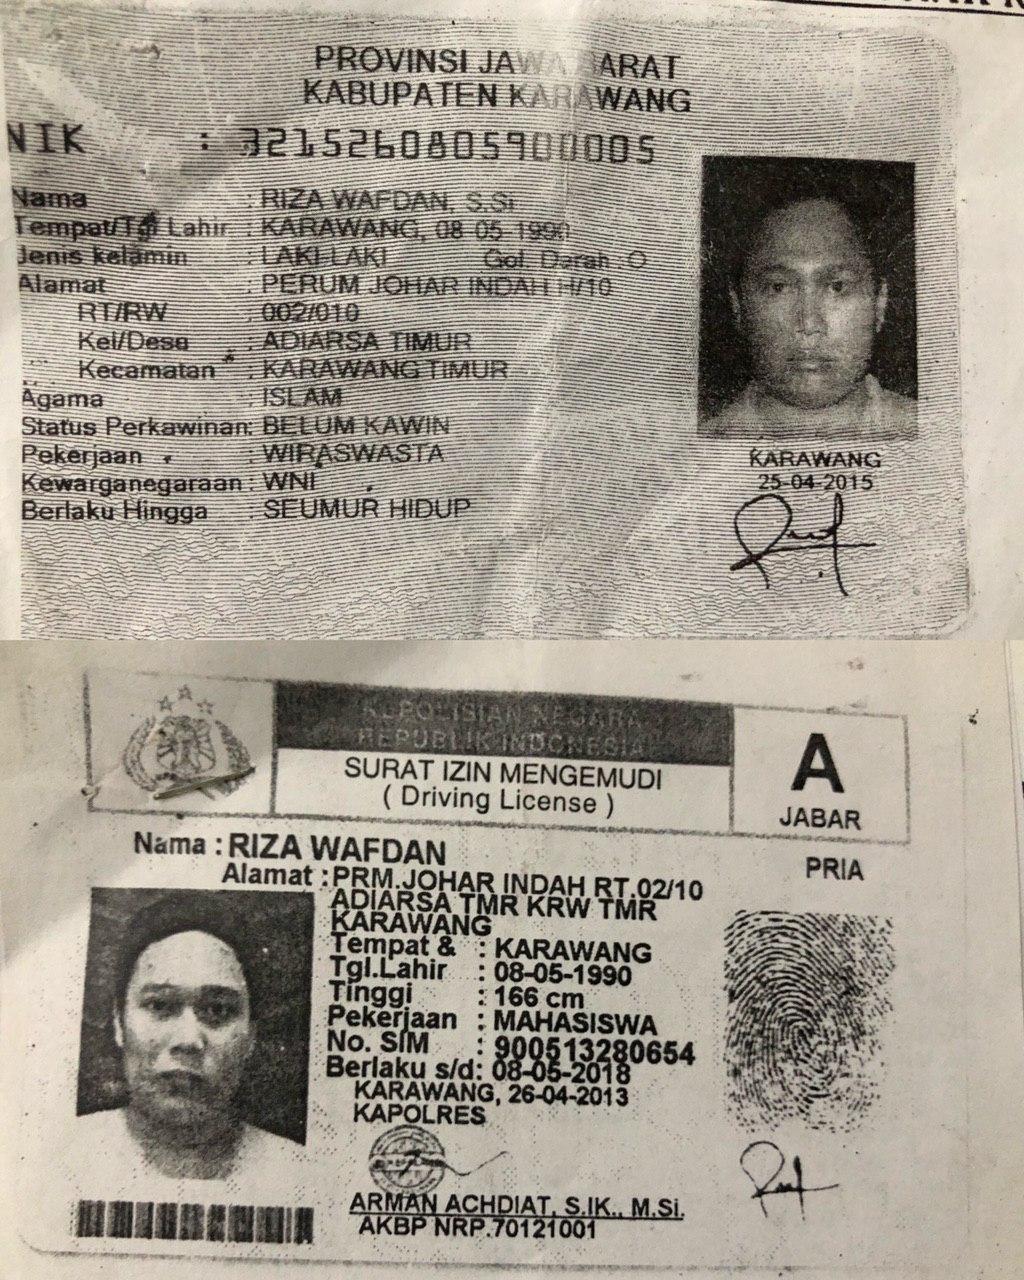 PROVINSI JAWA BARAT
KABUPATEN KARAWANG
NIK : 3215260805900005
Nama : RIZA WAFDAN, S.Si
Tempat/Tgl Lahir : KARAWANG, 08-05-1990
Jenis kelamin : LAKI-LAKI Gol. Darah : O
Alamat : PERUM JOHAR INDAH H/10
RT/RW : 002/010
Kel/Desa : ADIARSA TIMUR
Kecamatan : KARAWANG TIMUR
Agama : ISLAM
Status Perkawinan: BELUM KAWIN
Pekerjaan : WIRASWASTA
Kewarganegaraan: WNI
Berlaku Hingga : SEUMUR HIDUP
KARAWANG
25-04-2015
KEPOLISIAN NEGARA
REPUBLIK INDONESIA
SURAT IZIN MENGEMUDI
( Driving License )
A
JABAR
Nama : RIZA WAFDAN
PRIA
Alamat : PRM.JOHAR INDAH RT.02/10
ADIARSA TMR KRW TMR
KARAWANG
Tempat & : KARAWANG
Tgl.Lahir : 08-05-1990
Tinggi : 166 cm
Pekerjaan : MAHASISWA
No. SIM : 900513280654
Berlaku s/d: 08-05-2018
KARAWANG, 26-04-2013
KAPOLRES
ARMAN ACHDIAT, S.IK., M.Si.
AKBP NRP.70121001